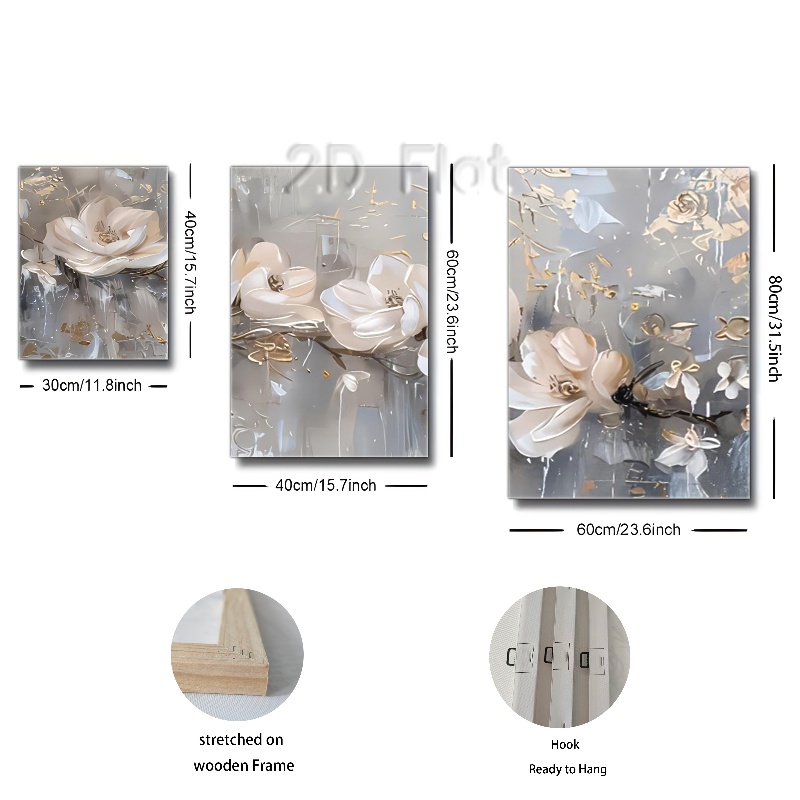 2D Flat
40cm/15.7inch
30cm/11.8inch
60cm/23.6inch
40cm/15.7inch
80cm/31.5inch
60cm/23.6inch
stretched on
wooden Frame
Hook
Ready to Hang